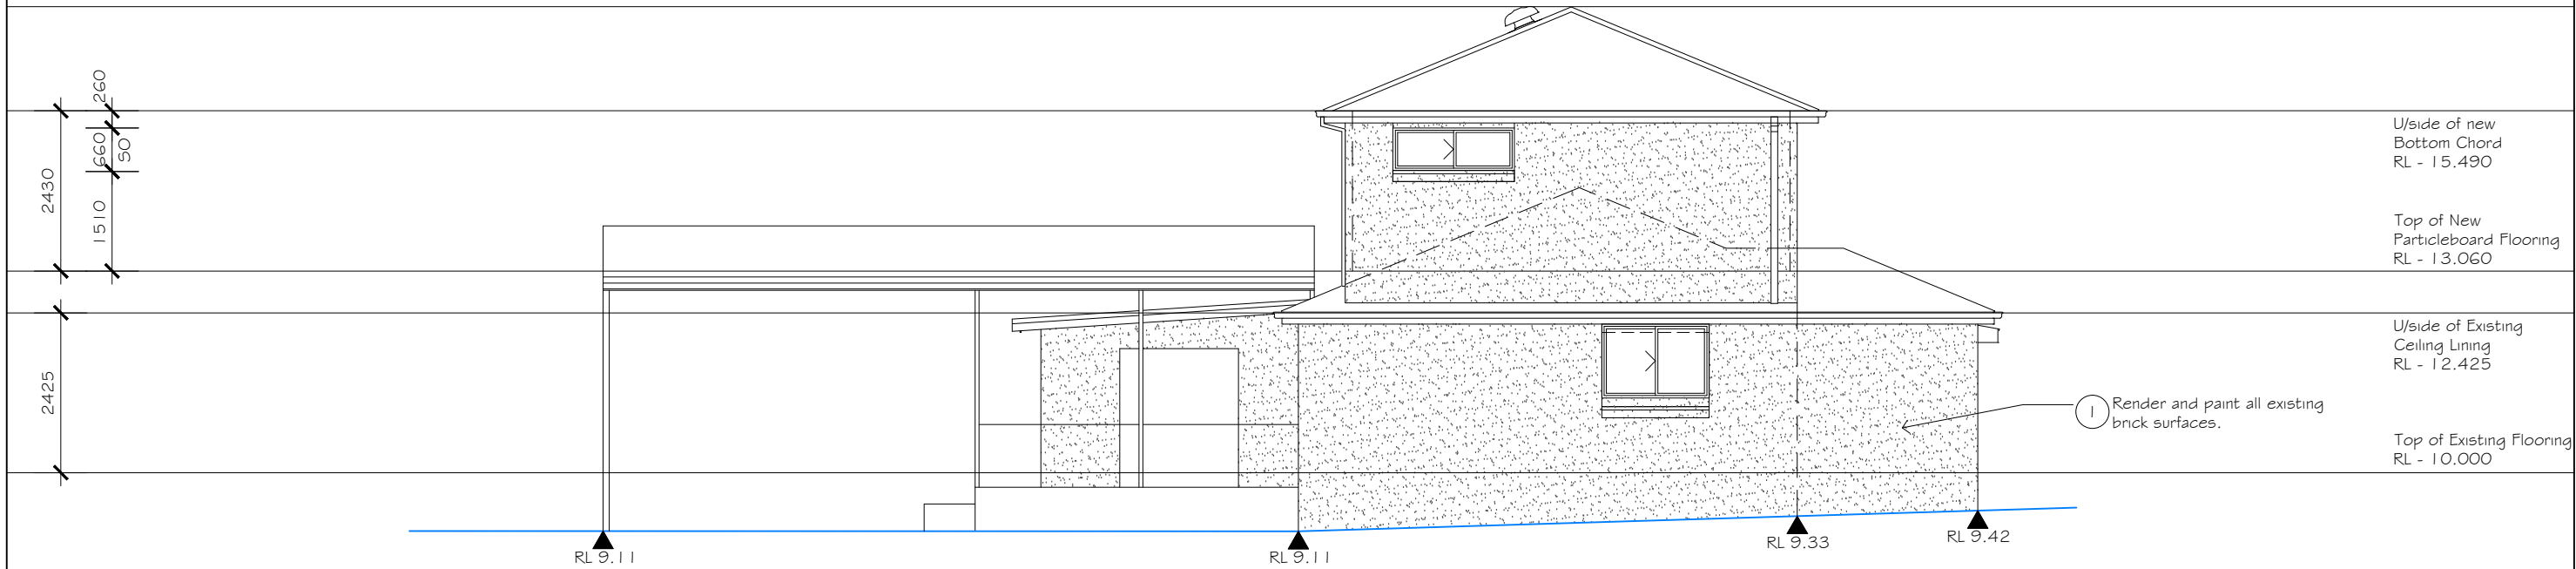 260
660
50
2430
1510
2425
U/side of new
Bottom Chord
RL - 15.490
Top of New
Particleboard Flooring
RL - 13.060
U/side of Existing
Ceiling Lining
RL - 12.425
1 Render and paint all existing
brick surfaces.
Top of Existing Flooring
RL - 10.000
RL 9.11
RL 9.11
RL 9.33
RL 9.42